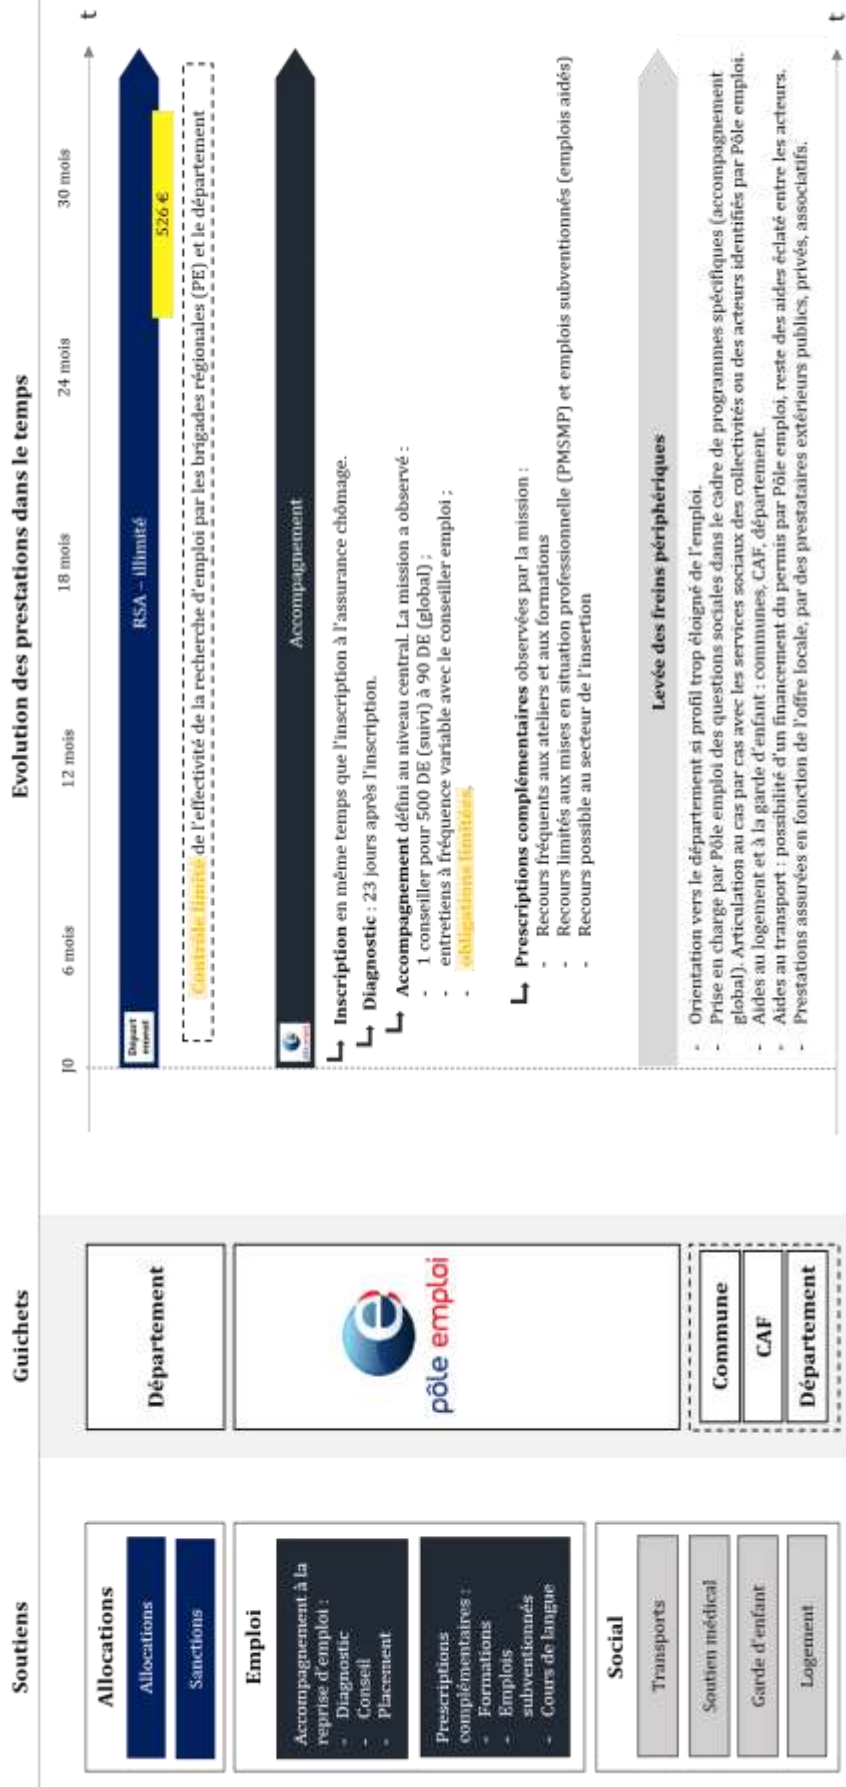 Soutiens
Guichets
Evolution des prestations dans le temps
Allocations
Allocations
Sanctions
Emploi
Accompagnement à la
reprise d'emploi :
- Diagnostic
- Conseil
- Placement
Prescriptions
complémentaires :
- Formations
- Emplois
subventionnés
- Cours de langue
Social
Transports
Soutien médical
Garde d'enfant
Logement
Département
pôle emploi
Commune
CAF
Département
J0
6 mois
12 mois
18 mois
24 mois
30 mois
t
Départ
ement
RSA – illimité
526 €
Contrôle limité de l'effectivité de la recherche d'emploi par les brigades régionales (PE) et le département
Accompagnement
Inscription en même temps que l'inscription à l'assurance chômage.
Diagnostic : 23 jours après l'inscription.
Accompagnement défini au niveau central. La mission a observé :
- 1 conseiller pour 500 DE (suivi) à 90 DE (global) ;
- entretiens à fréquence variable avec le conseiller emploi ;
- obligations limitées.
Prescriptions complémentaires observées par la mission :
- Recours fréquents aux ateliers et aux formations
- Recours limités aux mises en situation professionnelle (PMSMP) et emplois subventionnés (emplois aidés)
- Recours possible au secteur de l'insertion
Levée des freins périphériques
- Orientation vers le département si profil trop éloigné de l'emploi.
- Prise en charge par Pôle emploi des questions sociales dans le cadre de programmes spécifiques (accompagnement
global). Articulation au cas par cas avec les services sociaux des collectivités ou des acteurs identifiés par Pôle emploi.
- Aides au logement et à la garde d'enfant : communes, CAF, département.
- Aides au transport : possibilité d'un financement du permis par Pôle emploi, reste des aides éclaté entre les acteurs.
- Prestations assurées en fonction de l'offre locale, par des prestataires extérieurs publics, privés, associatifs.
t